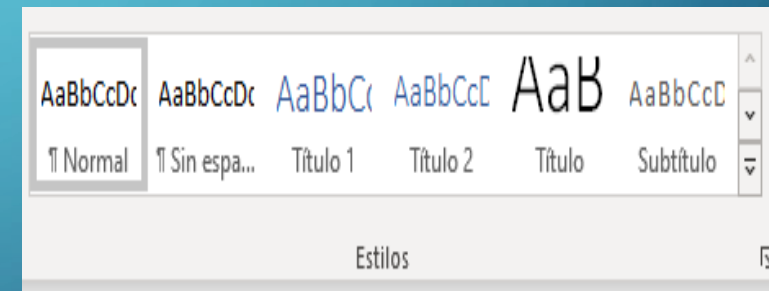 AaBbCcDc AaBbCcDc AaBbCc AaBbCcD AaB AaBbCcD
¶ Normal ¶ Sin espa... Título 1 Título 2 Título Subtítulo
Estilos